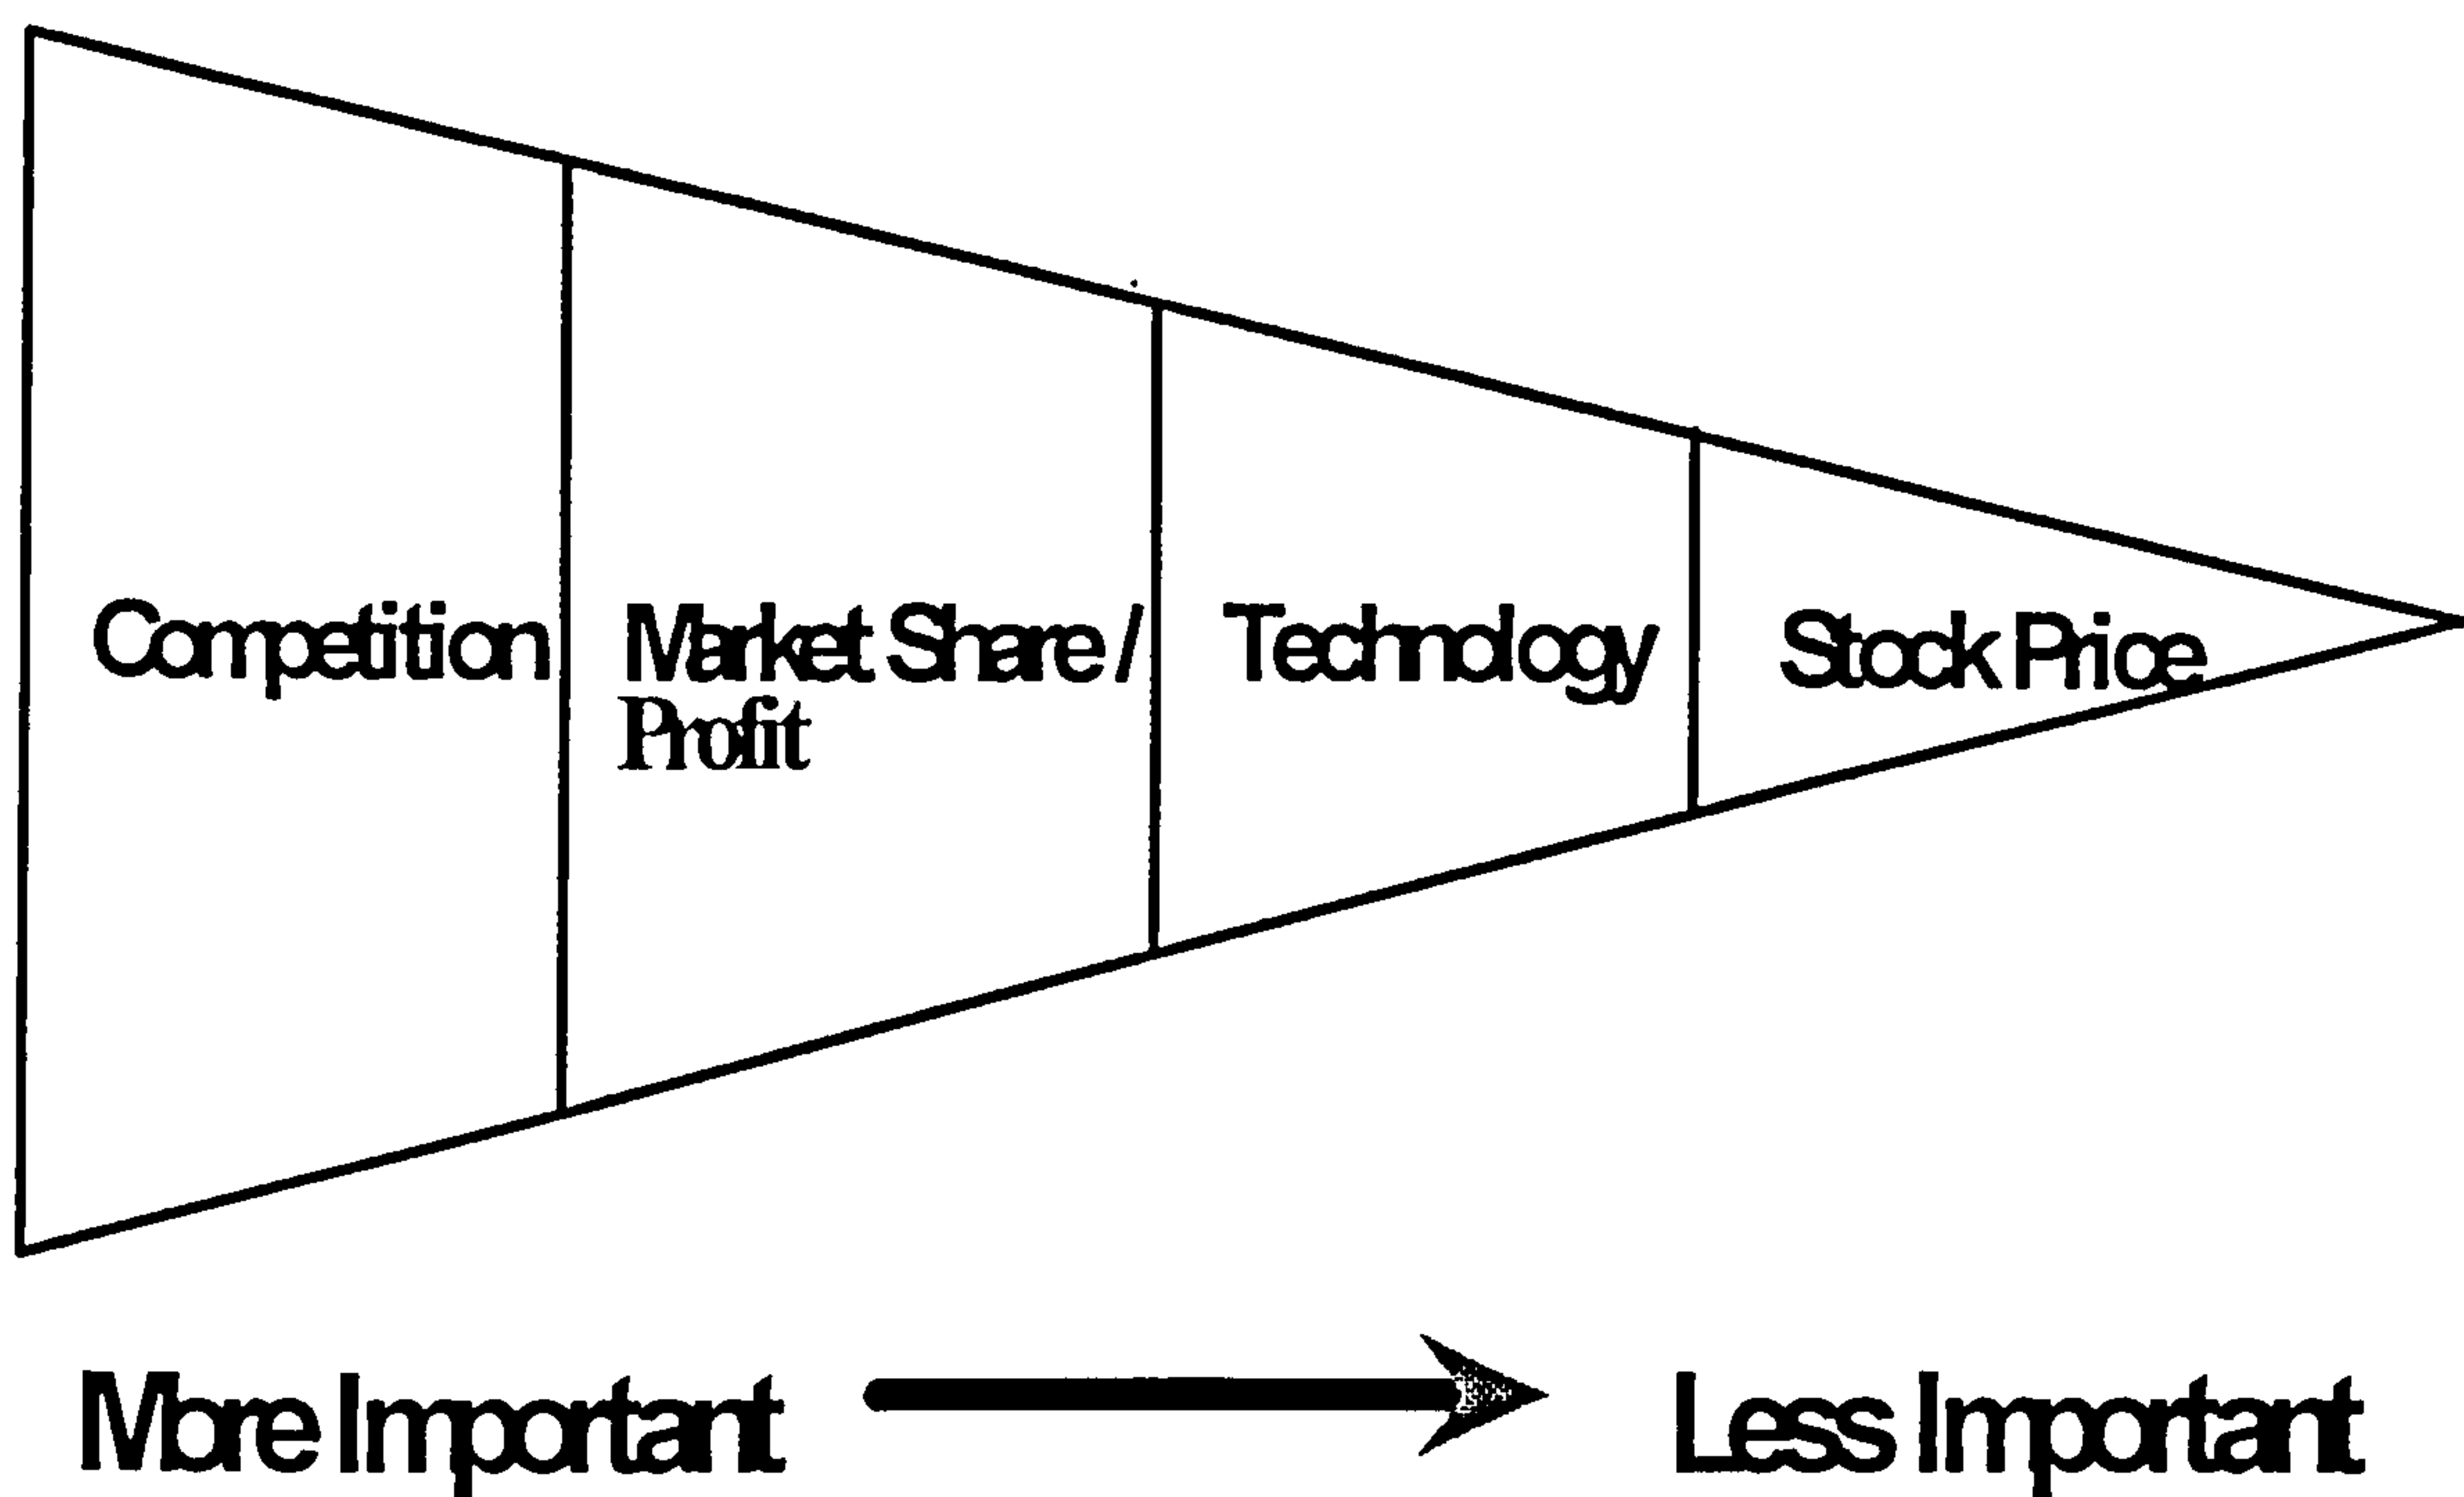 Competition
Market Share /
Profit
Technology
Stock Price
More Important
Less Important